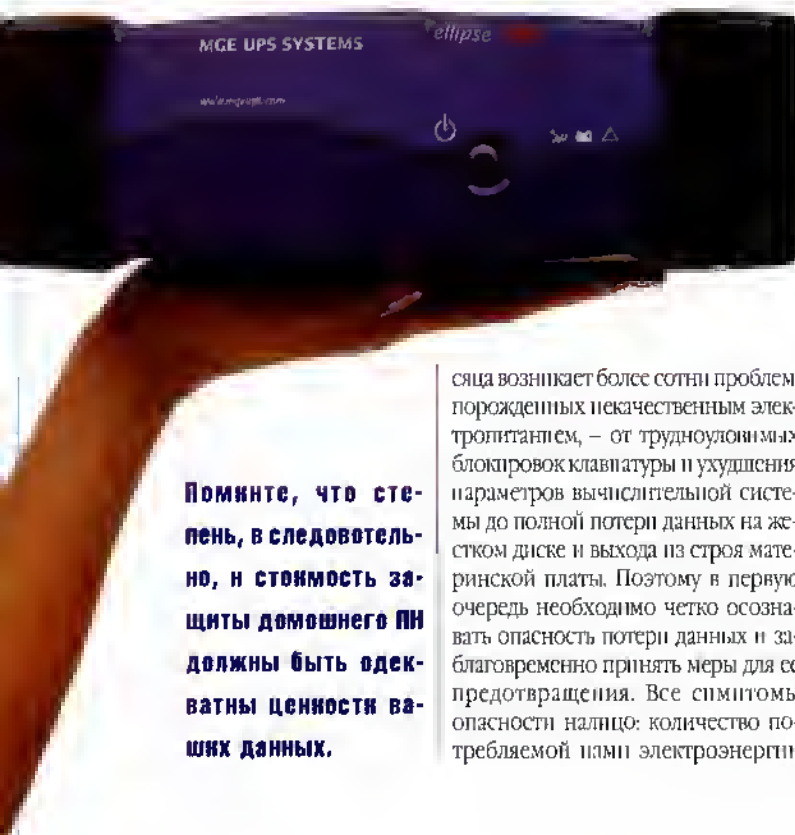 MGE UPS SYSTEMS
ellipse
Помните, что сте-
пень, а следователь-
но, и стоимость за-
щиты домашнего ПК
должны быть адек-
ватны ценности ва-
ших данных.
сяца возникает более сотни проблем
порожденных некачественным элек-
тропитанием, – от трудноуловимых
блокировок клавиатуры и ухудшения
параметров вычислительной систе-
мы до полной потери данных на же-
стком диске и выхода из строя мате-
ринской платы. Поэтому в первую
очередь необходимо четко осозна-
вать опасность потери данных и за-
благовременно принять меры для ее
предотвращения. Все симптомы
опасности налицо: количество по-
требляемой нами электроэнергии